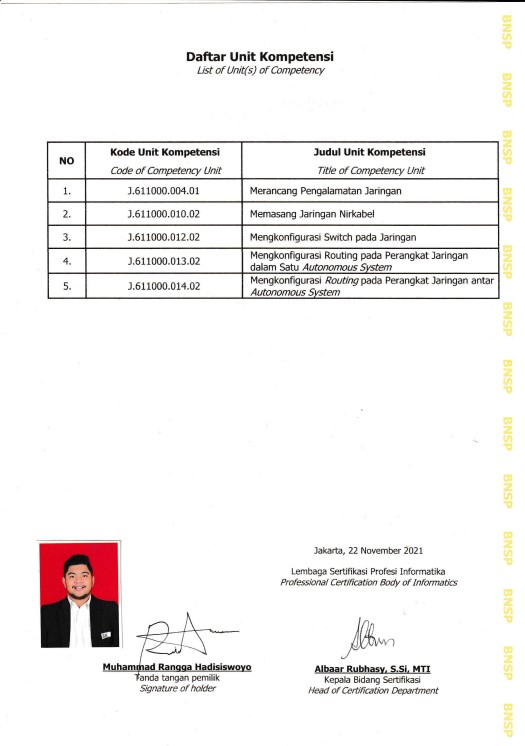 Daftar Unit Kompetensi
List of Unit(s) of Competency
NO
Kode Unit Kompetensi
Code of Competency Unit
Judul Unit Kompetensi
Title of Competency Unit
1. J.611000.004.01 Merancang Pengalamatan Jaringan
2. J.611000.010.02 Memasang Jaringan Nirkabel
3. J.611000.012.02 Mengkonfigurasi Switch pada Jaringan
4. J.611000.013.02 Mengkonfigurasi Routing pada Perangkat Jaringan
dalam Satu Autonomous System
5. J.611000.014.02 Mengkonfigurasi Routing pada Perangkat Jaringan antar
Autonomous System
Jakarta, 22 November 2021
Lembaga Sertifikasi Profesi Informatika
Professional Certification Body of Informatics
Muhammad Rangga Hadisiswoyo
Tanda tangan pemilik
Signature of holder
Albaar Rubhasy, S.Si, MTI
Kepala Bidang Sertifikasi
Head of Certification Department
BNSP
BNSP
BNSP
BNSP
BNSP
BNSP
BNSP
BNSP
BNSP
BNSP
BNSP
BNSP
BNSP